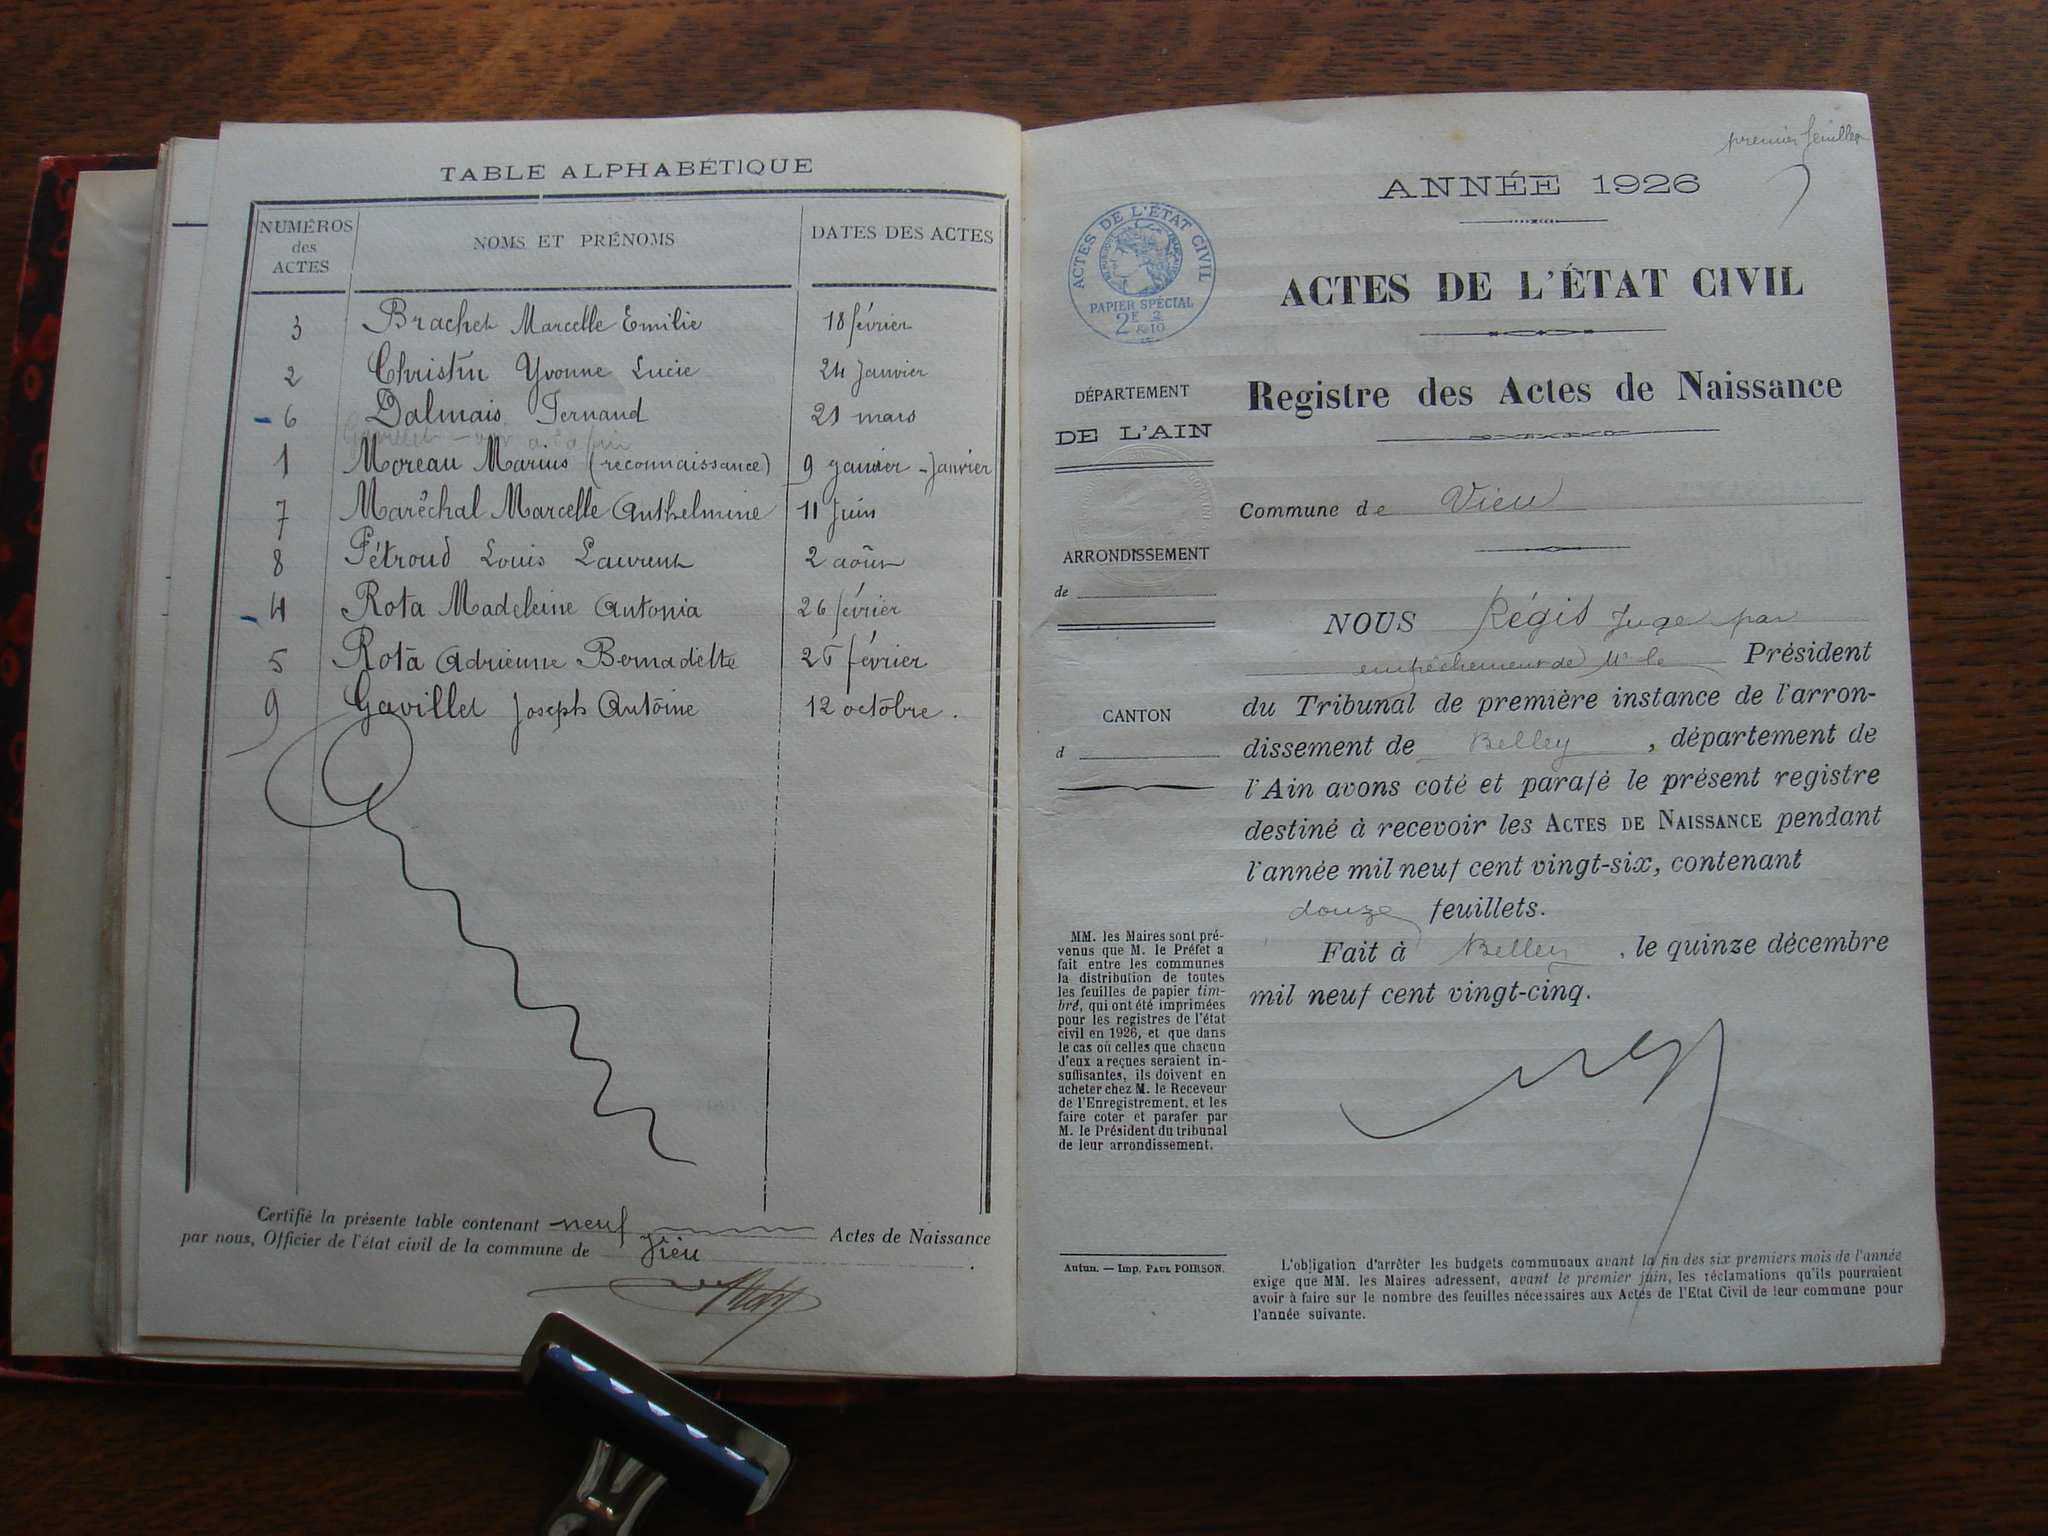 TABLE ALPHABÉTIQUE
NUMÉROS des ACTES NOMS ET PRÉNOMS DATES DES ACTES
3 Brachet Marcelle Emilie 18 février
2 Christin Yvonne Lucie 24 Janvier
6 Dalmais Fernand 21 mars
Gavillet - voir à la fin
1 Moreau Marius (reconnaissance) 9 ganvier - Janvier
7 Maréchal Marcelle Anthelmine 11 Juin
8 Pétroud Louis Laurent 2 août
4 Rota Madeleine Antonia 26 février
5 Rota Adrienne Bernadette 26 février
9 Gavillet Joseph Antoine 12 octobre.
Certifié la présente table contenant neuf Actes de Naissance
par nous, Officier de l'état civil de la commune de Vieu
premier feuillet
ANNÉE 1926
ACTES DE L'ÉTAT CIVIL
PAPIER SPÉCIAL
2F 2
&10
ACTES DE L'ÉTAT CIVIL
Registre des Actes de Naissance
DÉPARTEMENT
DE L'AIN
Commune de Vieu
ARRONDISSEMENT
de
CANTON
d
NOUS Régis Juge par
empêchement de Mr le Président
du Tribunal de première instance de l'arron-
dissement de Belley, département de
l'Ain avons coté et parafé le présent registre
destiné à recevoir les ACTES DE NAISSANCE pendant
l'année mil neuf cent vingt-six, contenant
douze feuillets.
Fait à Belley, le quinze décembre
mil neuf cent vingt-cinq.
MM. les Maires sont pré-
venus que M. le Préfet a
fait entre les communes
la distribution de toutes
les feuilles de papier tim-
bré, qui ont été imprimées
pour les registres de l'état
civil en 1926, et que dans
le cas où celles que chacun
d'eux a reçues seraient in-
suffisantes, ils doivent en
acheter chez M. le Receveur
de l'Enregistrement, et les
faire coter et parafer par
M. le Président du tribunal
de leur arrondissement.
Autun. — Imp. PAUL POIRSON.
L'obligation d'arrêter les budgets communaux avant la fin des six premiers mois de l'année
exige que MM. les Maires adressent, avant le premier juin, les réclamations qu'ils pourraient
avoir à faire sur le nombre des feuilles nécessaires aux Actes de l'Etat Civil de leur commune pour
l'année suivante.